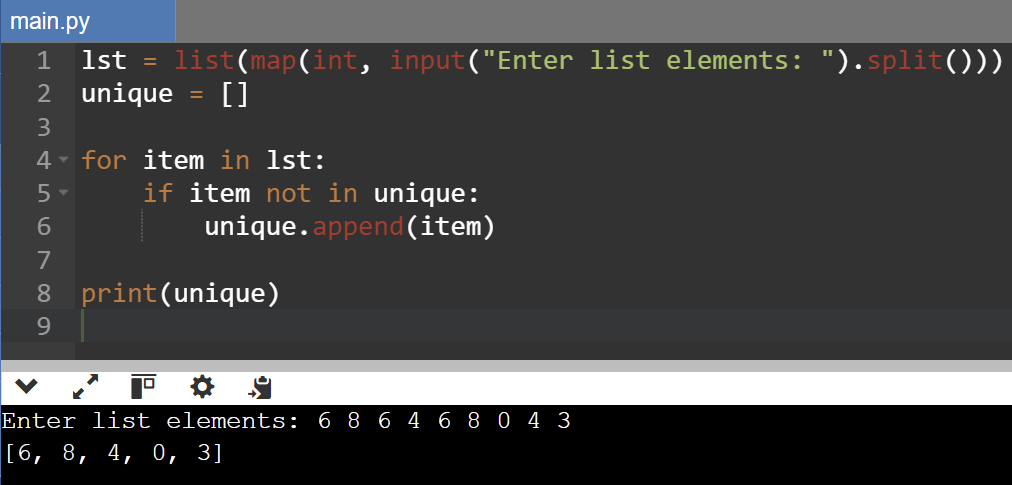 main.py
1 lst = list(map(int, input("Enter list elements: ").split()))
2 unique = []
3
4 for item in lst:
5     if item not in unique:
6         unique.append(item)
7
8 print(unique)
9
Enter list elements: 6 8 6 4 6 8 0 4 3
[6, 8, 4, 0, 3]